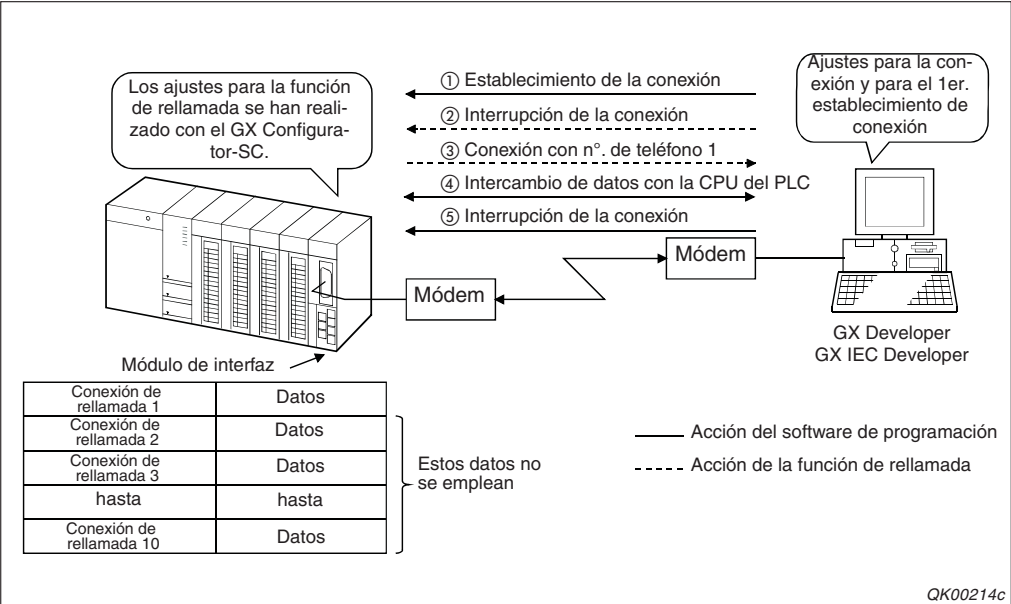 Los ajustes para la función
de rellamada se han reali-
zado con el GX Configura-
tor-SC.
① Establecimiento de la conexión
② Interrupción de la conexión
③ Conexión con n°. de teléfono 1
④ Intercambio de datos con la CPU del PLC
⑤ Interrupción de la conexión
Ajustes para la con-
exión y para el 1er.
establecimiento de
conexión
Módem
Módem
GX Developer
GX IEC Developer
Módulo de interfaz
Conexión de
rellamada 1
Datos
Conexión de
rellamada 2
Datos
Conexión de
rellamada 3
Datos
hasta
hasta
Conexión de
rellamada 10
Datos
Estos datos no
se emplean
Acción del software de programación
Acción de la función de rellamada
QK00214c